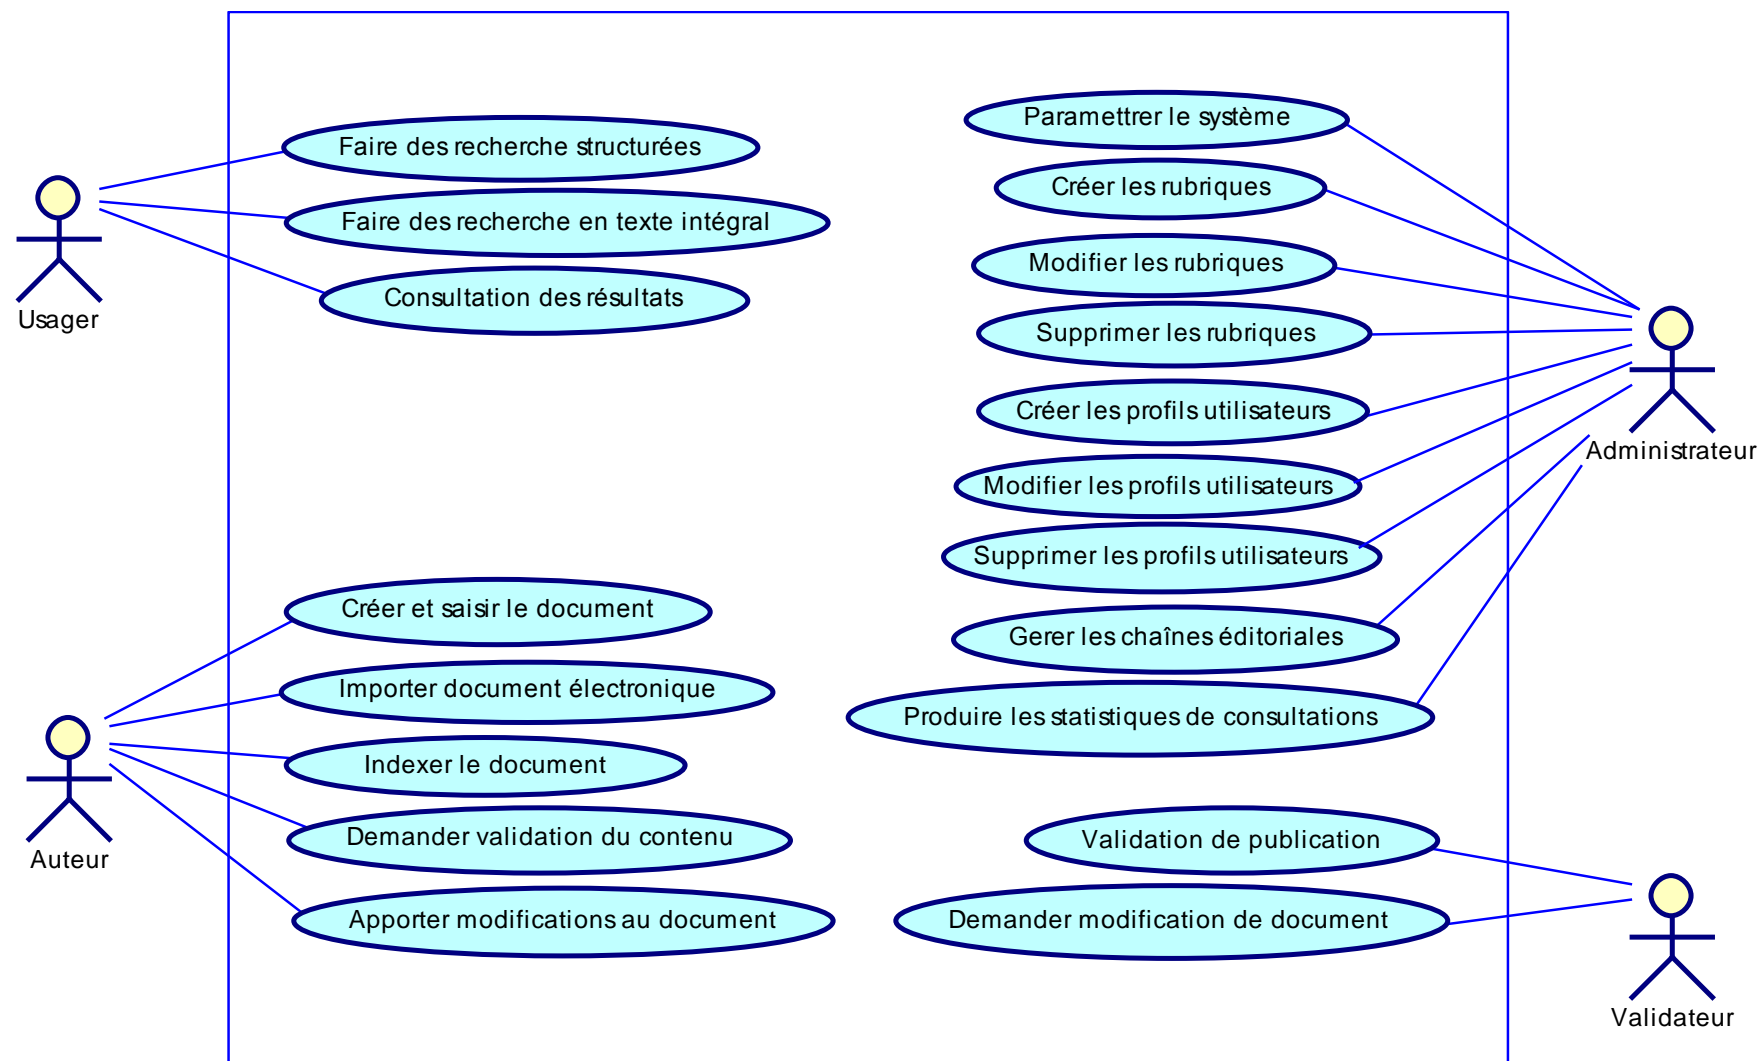 Faire des recherche structurées
Faire des recherche en texte intégral
Consultation des résultats
Usager
Paramettrer le système
Créer les rubriques
Modifier les rubriques
Supprimer les rubriques
Créer les profils utilisateurs
Modifier les profils utilisateurs
Supprimer les profils utilisateurs
Gerer les chaînes éditoriales
Produire les statistiques de consultations
Administrateur
Créer et saisir le document
Importer document électronique
Indexer le document
Demander validation du contenu
Apporter modifications au document
Auteur
Validation de publication
Demander modification de document
Validateur